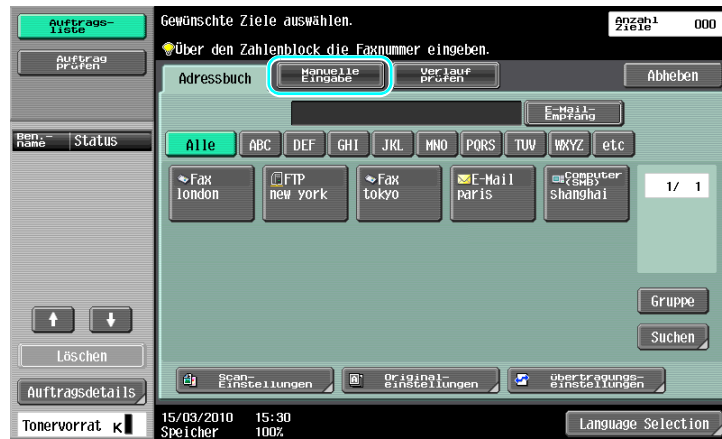 Auftrags-
liste
Auftrag
prüfen
Ben.-
name
Status
Löschen
Auftragsdetails
Tonervorrat K
Gewünschte Ziele auswählen.
Anzahl
Ziele
000
Über den Zahlenblock die Faxnummer eingeben.
Adressbuch
Manuelle
Eingabe
Verlauf
prüfen
Abheben
E-Mail-
Empfang
Alle ABC DEF GHI JKL MNO PQRS TUV WXYZ etc
Fax
london
FTP
new york
Fax
tokyo
E-Mail
paris
Computer
(SMB)
shanghai
1/ 1
Gruppe
Suchen
Scan-
Einstellungen
Original-
einstellungen
übertragungs-
einstellungen
15/03/2010 15:30
Speicher 100%
Language Selection